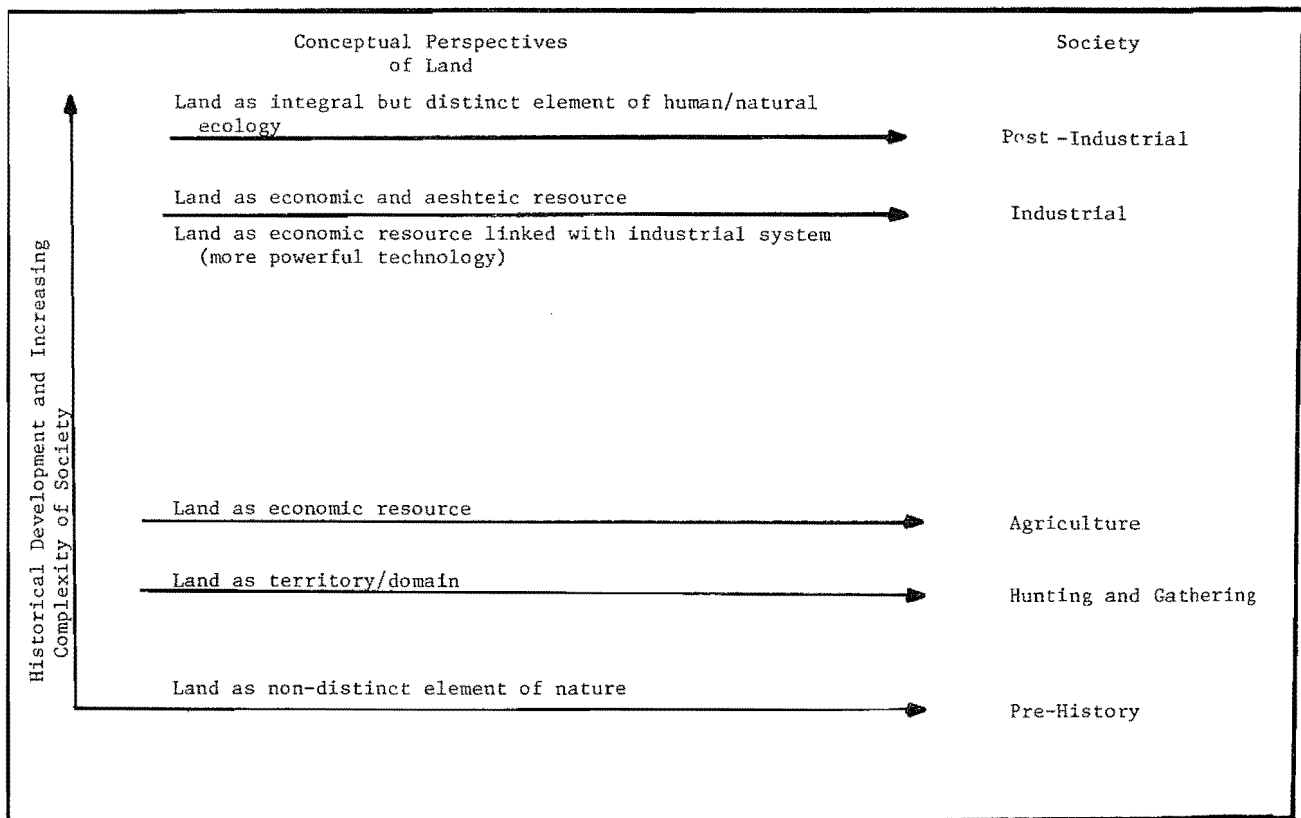 Conceptual Perspectives
of Land
Society
Land as integral but distinct element of human/natural
ecology
Post -Industrial
Land as economic and aeshteic resource
Industrial
Land as economic resource linked with industrial system
(more powerful technology)
Historical Development and Increasing
Complexity of Society
Land as economic resource
Agriculture
Land as territory/domain
Hunting and Gathering
Land as non-distinct element of nature
Pre-History